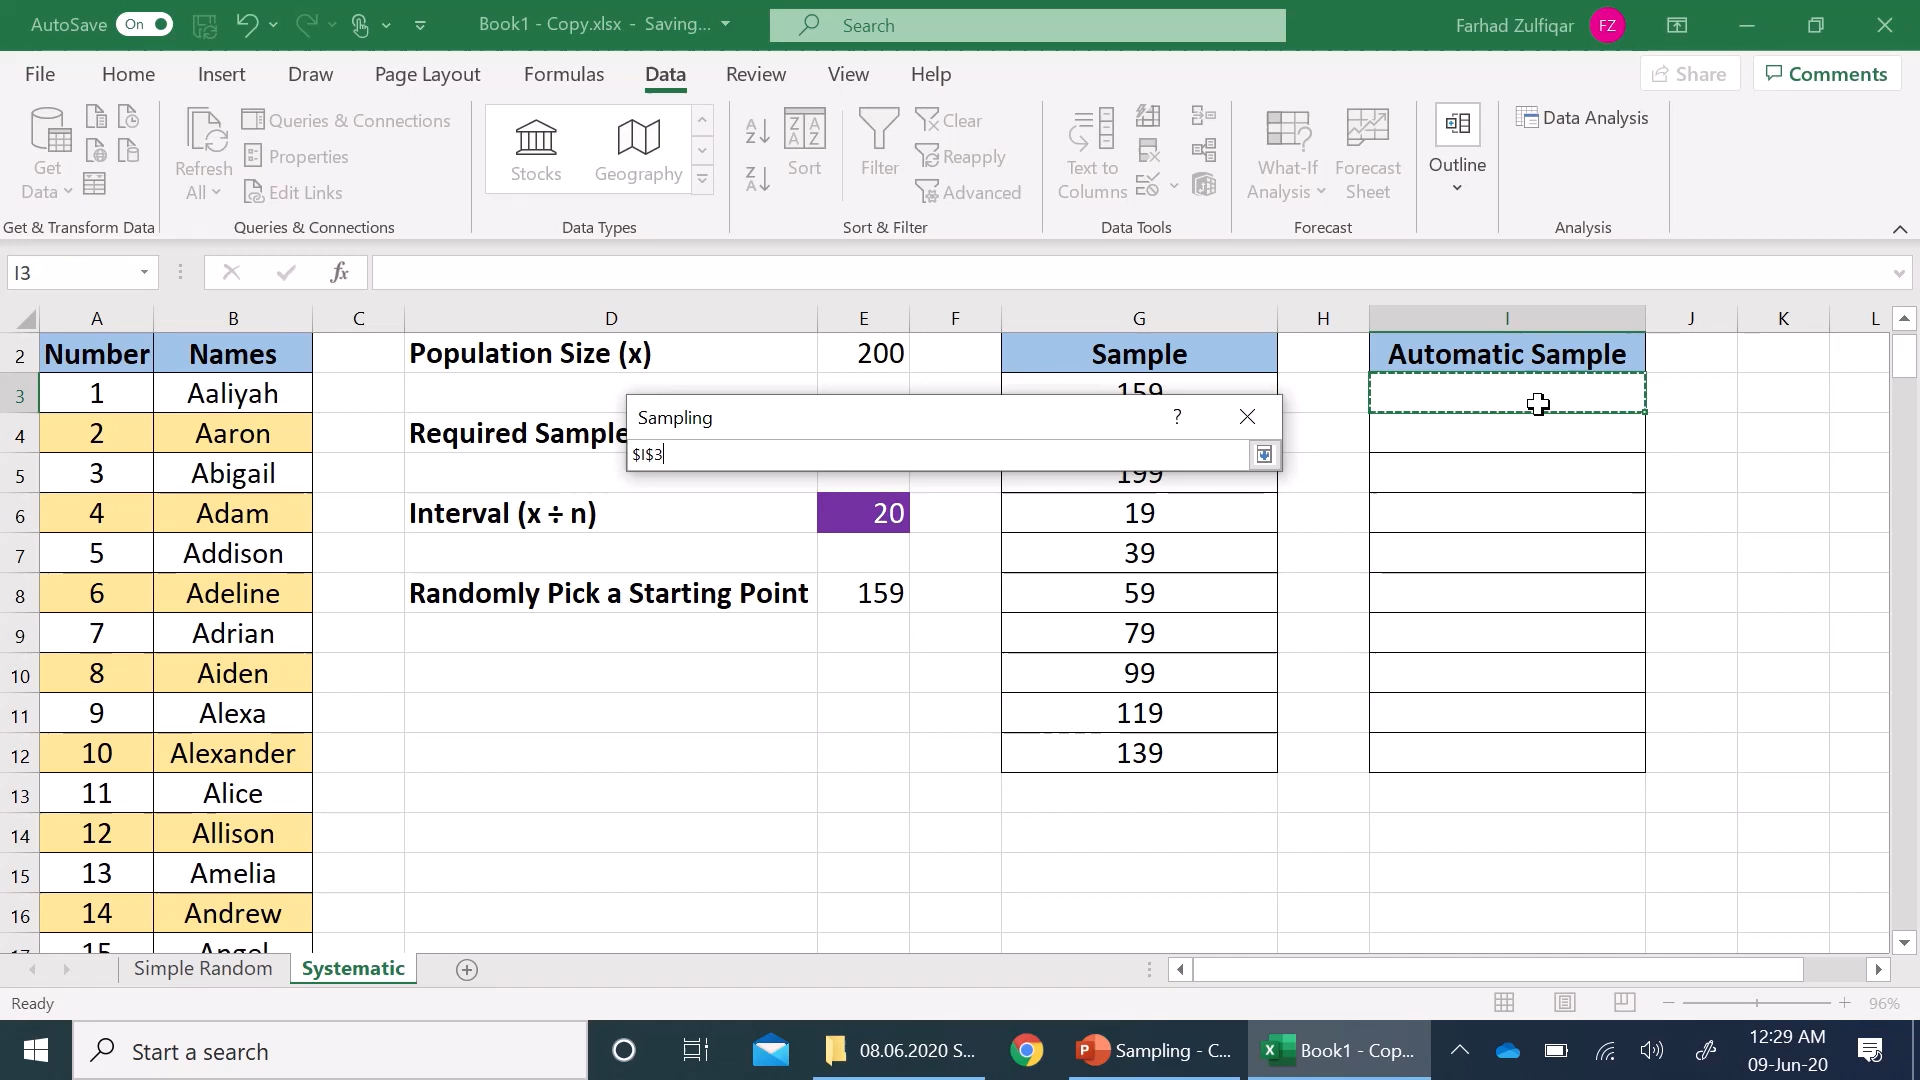 AutoSave On Book1 - Copy.xlsx - Saving... Search Farhad Zulfiqar FZ
File Home Insert Draw Page Layout Formulas Data Review View Help Share Comments
Get Data
Refresh All
Queries & Connections
Properties
Edit Links
Stocks
Geography
Sort
Filter
Clear
Reapply
Advanced
Text to Columns
What-If Analysis
Forecast Sheet
Outline
Data Analysis
Get & Transform Data Queries & Connections Data Types Sort & Filter Data Tools Forecast Analysis
I3 fx
A B C D E F G H I J K L
2 Number Names Population Size (x) 200 Sample Automatic Sample
3 1 Aaliyah 159
Sampling ?
4 2 Aaron Required Sample
$I$3
5 3 Abigail 199
6 4 Adam Interval (x ÷ n) 20 19
7 5 Addison 39
8 6 Adeline Randomly Pick a Starting Point 159 59
9 7 Adrian 79
10 8 Aiden 99
11 9 Alexa 119
12 10 Alexander 139
13 11 Alice
14 12 Allison
15 13 Amelia
16 14 Andrew
15 Angel
Simple Random Systematic
Ready 96%
Start a search 08.06.2020 S... Sampling - C... Book1 - Cop... 12:29 AM
09-Jun-20